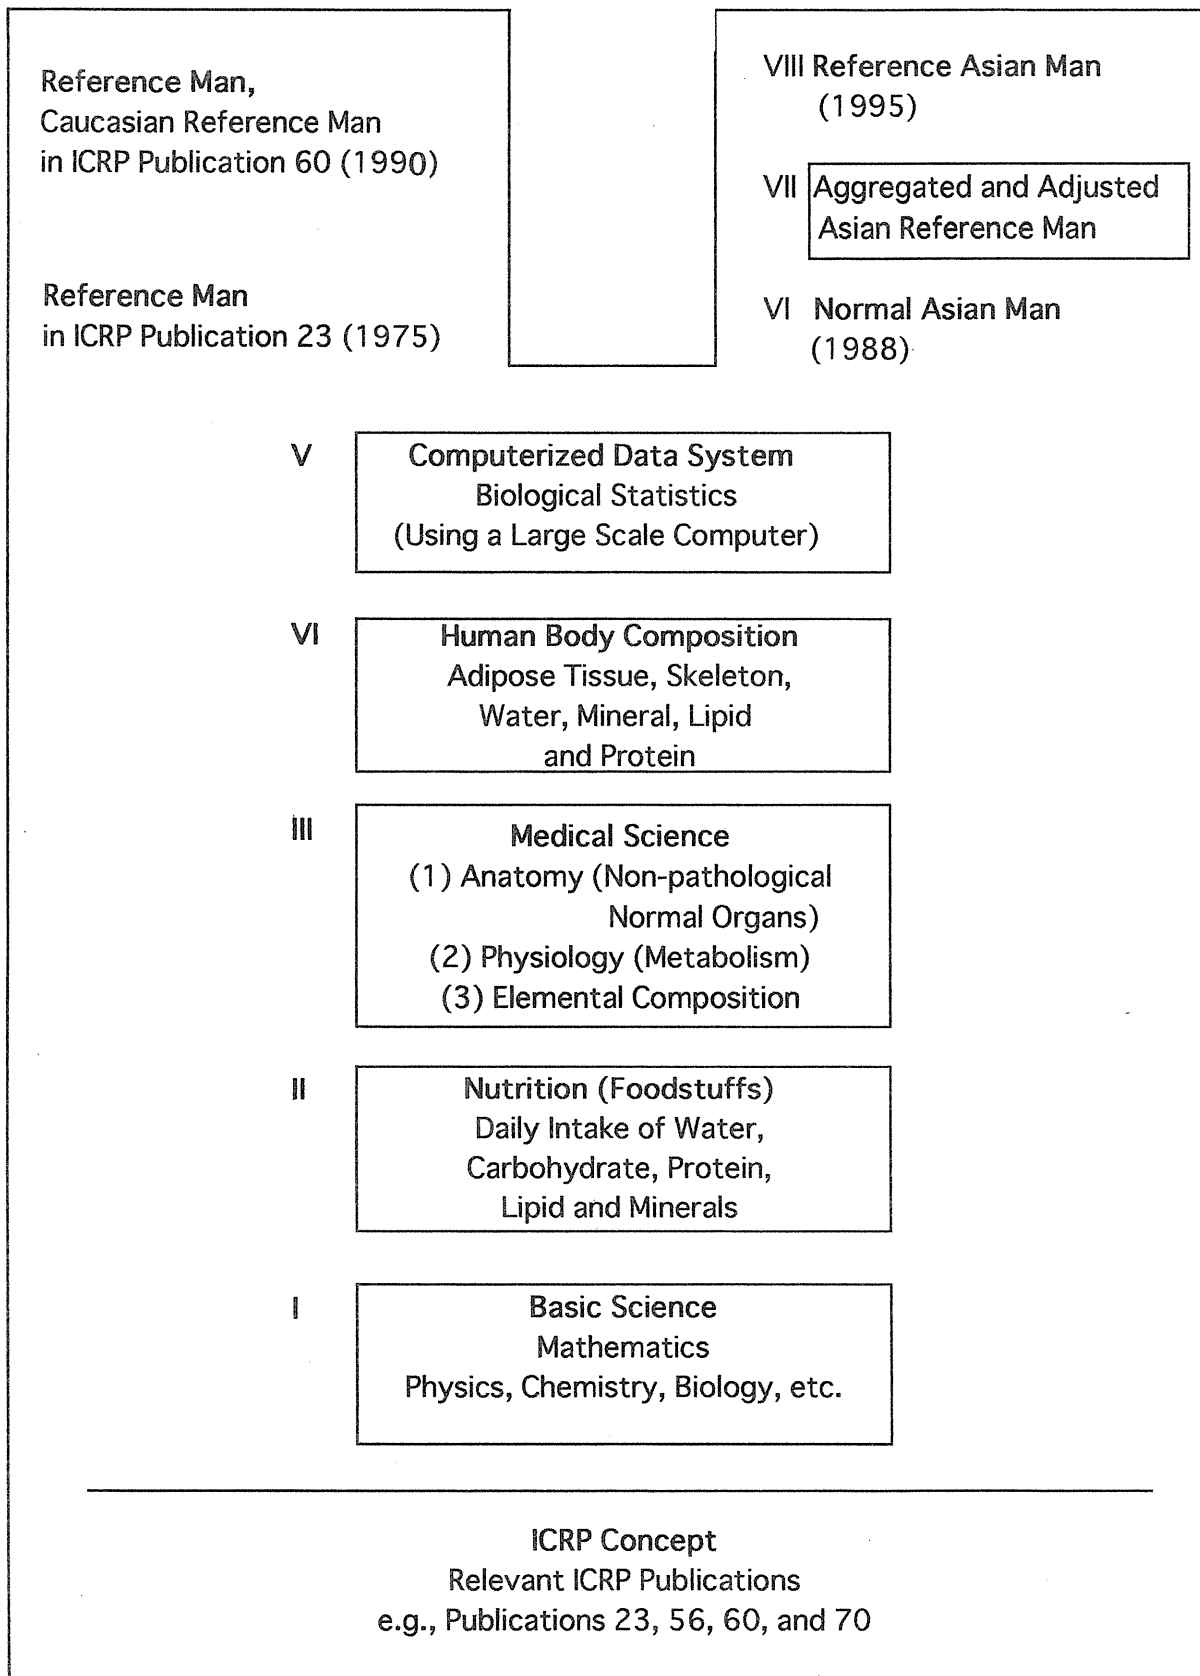 Reference Man,
Caucasian Reference Man
in ICRP Publication 60 (1990)
Reference Man
in ICRP Publication 23 (1975)
VIII Reference Asian Man
(1995)
VII Aggregated and Adjusted
Asian Reference Man
VI Normal Asian Man
(1988)
V Computerized Data System
Biological Statistics
(Using a Large Scale Computer)
VI Human Body Composition
Adipose Tissue, Skeleton,
Water, Mineral, Lipid
and Protein
III Medical Science
(1) Anatomy (Non-pathological
Normal Organs)
(2) Physiology (Metabolism)
(3) Elemental Composition
II Nutrition (Foodstuffs)
Daily Intake of Water,
Carbohydrate, Protein,
Lipid and Minerals
I Basic Science
Mathematics
Physics, Chemistry, Biology, etc.
ICRP Concept
Relevant ICRP Publications
e.g., Publications 23, 56, 60, and 70